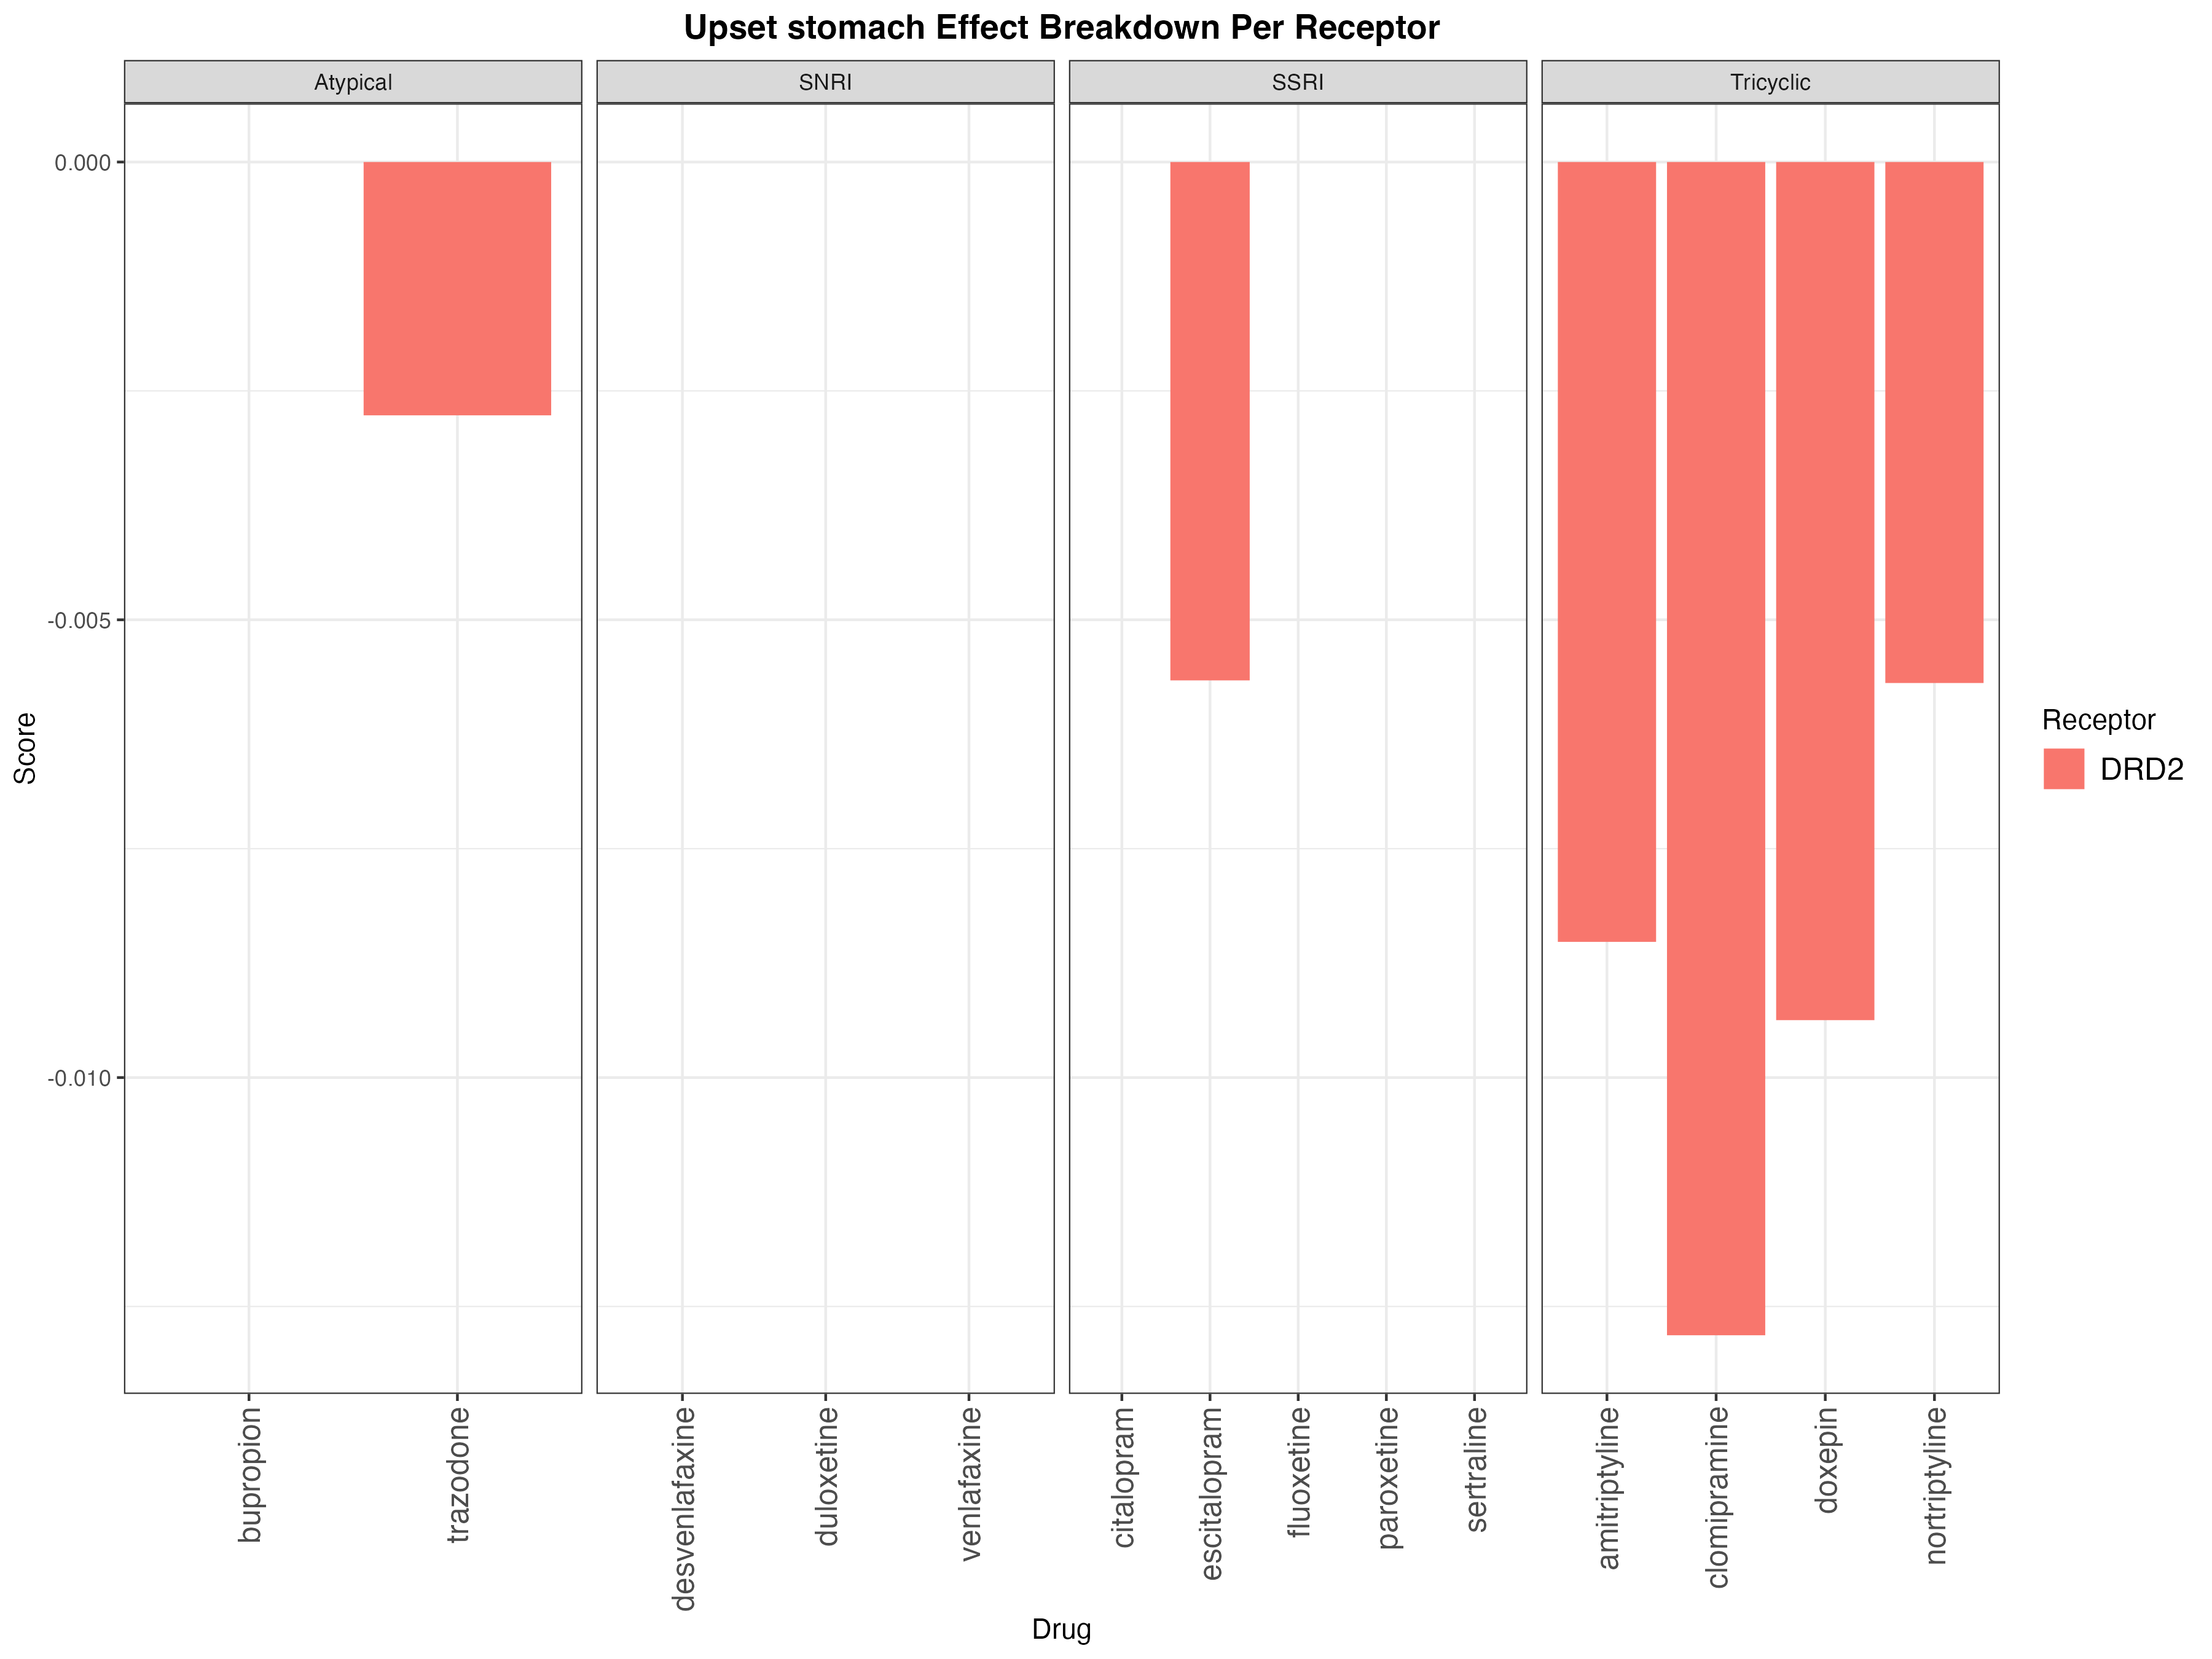 Upset stomach Effect Breakdown Per Receptor
Atypical
SNRI
SSRI
Tricyclic
0.000
-0.005
-0.010
Score
bupropion
trazodone
desvenlafaxine
duloxetine
venlafaxine
citalopram
escitalopram
fluoxetine
paroxetine
sertraline
amitriptyline
clomipramine
doxepin
nortriptyline
Drug
Receptor
DRD2